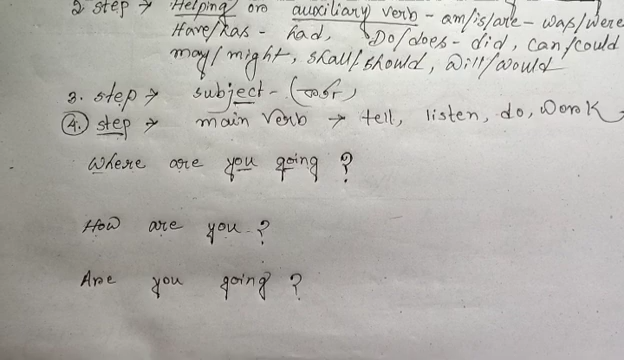 2 step → Helping or auxiliary verb - am/is/are - was/were
Have/has - had, Do/does - did, can/could
may/might, shall/should, will/would
3. step → subject - (কর্তা)
4. step → main verb → tell, listen, do, work
Where are you going ?
How are you ?
Are you going ?